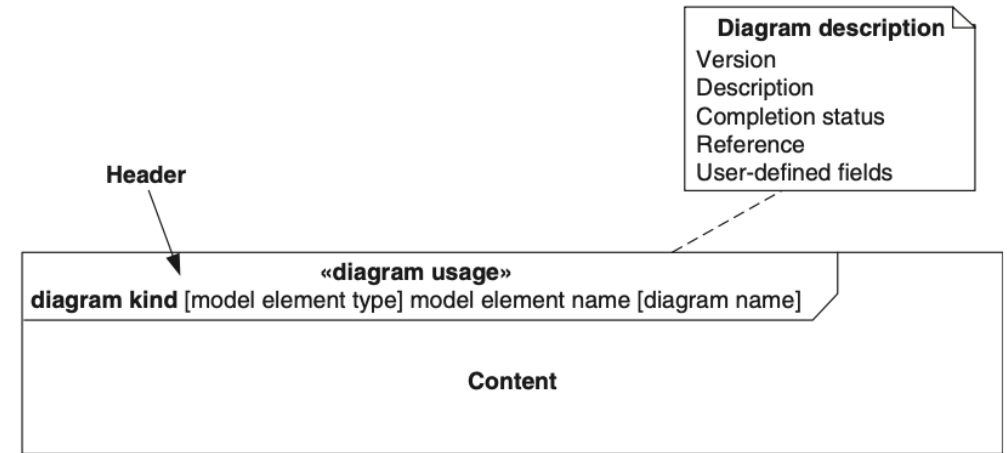 Diagram description
Version
Description
Completion status
Reference
User-defined fields
Header
«diagram usage»
diagram kind [model element type] model element name [diagram name]
Content